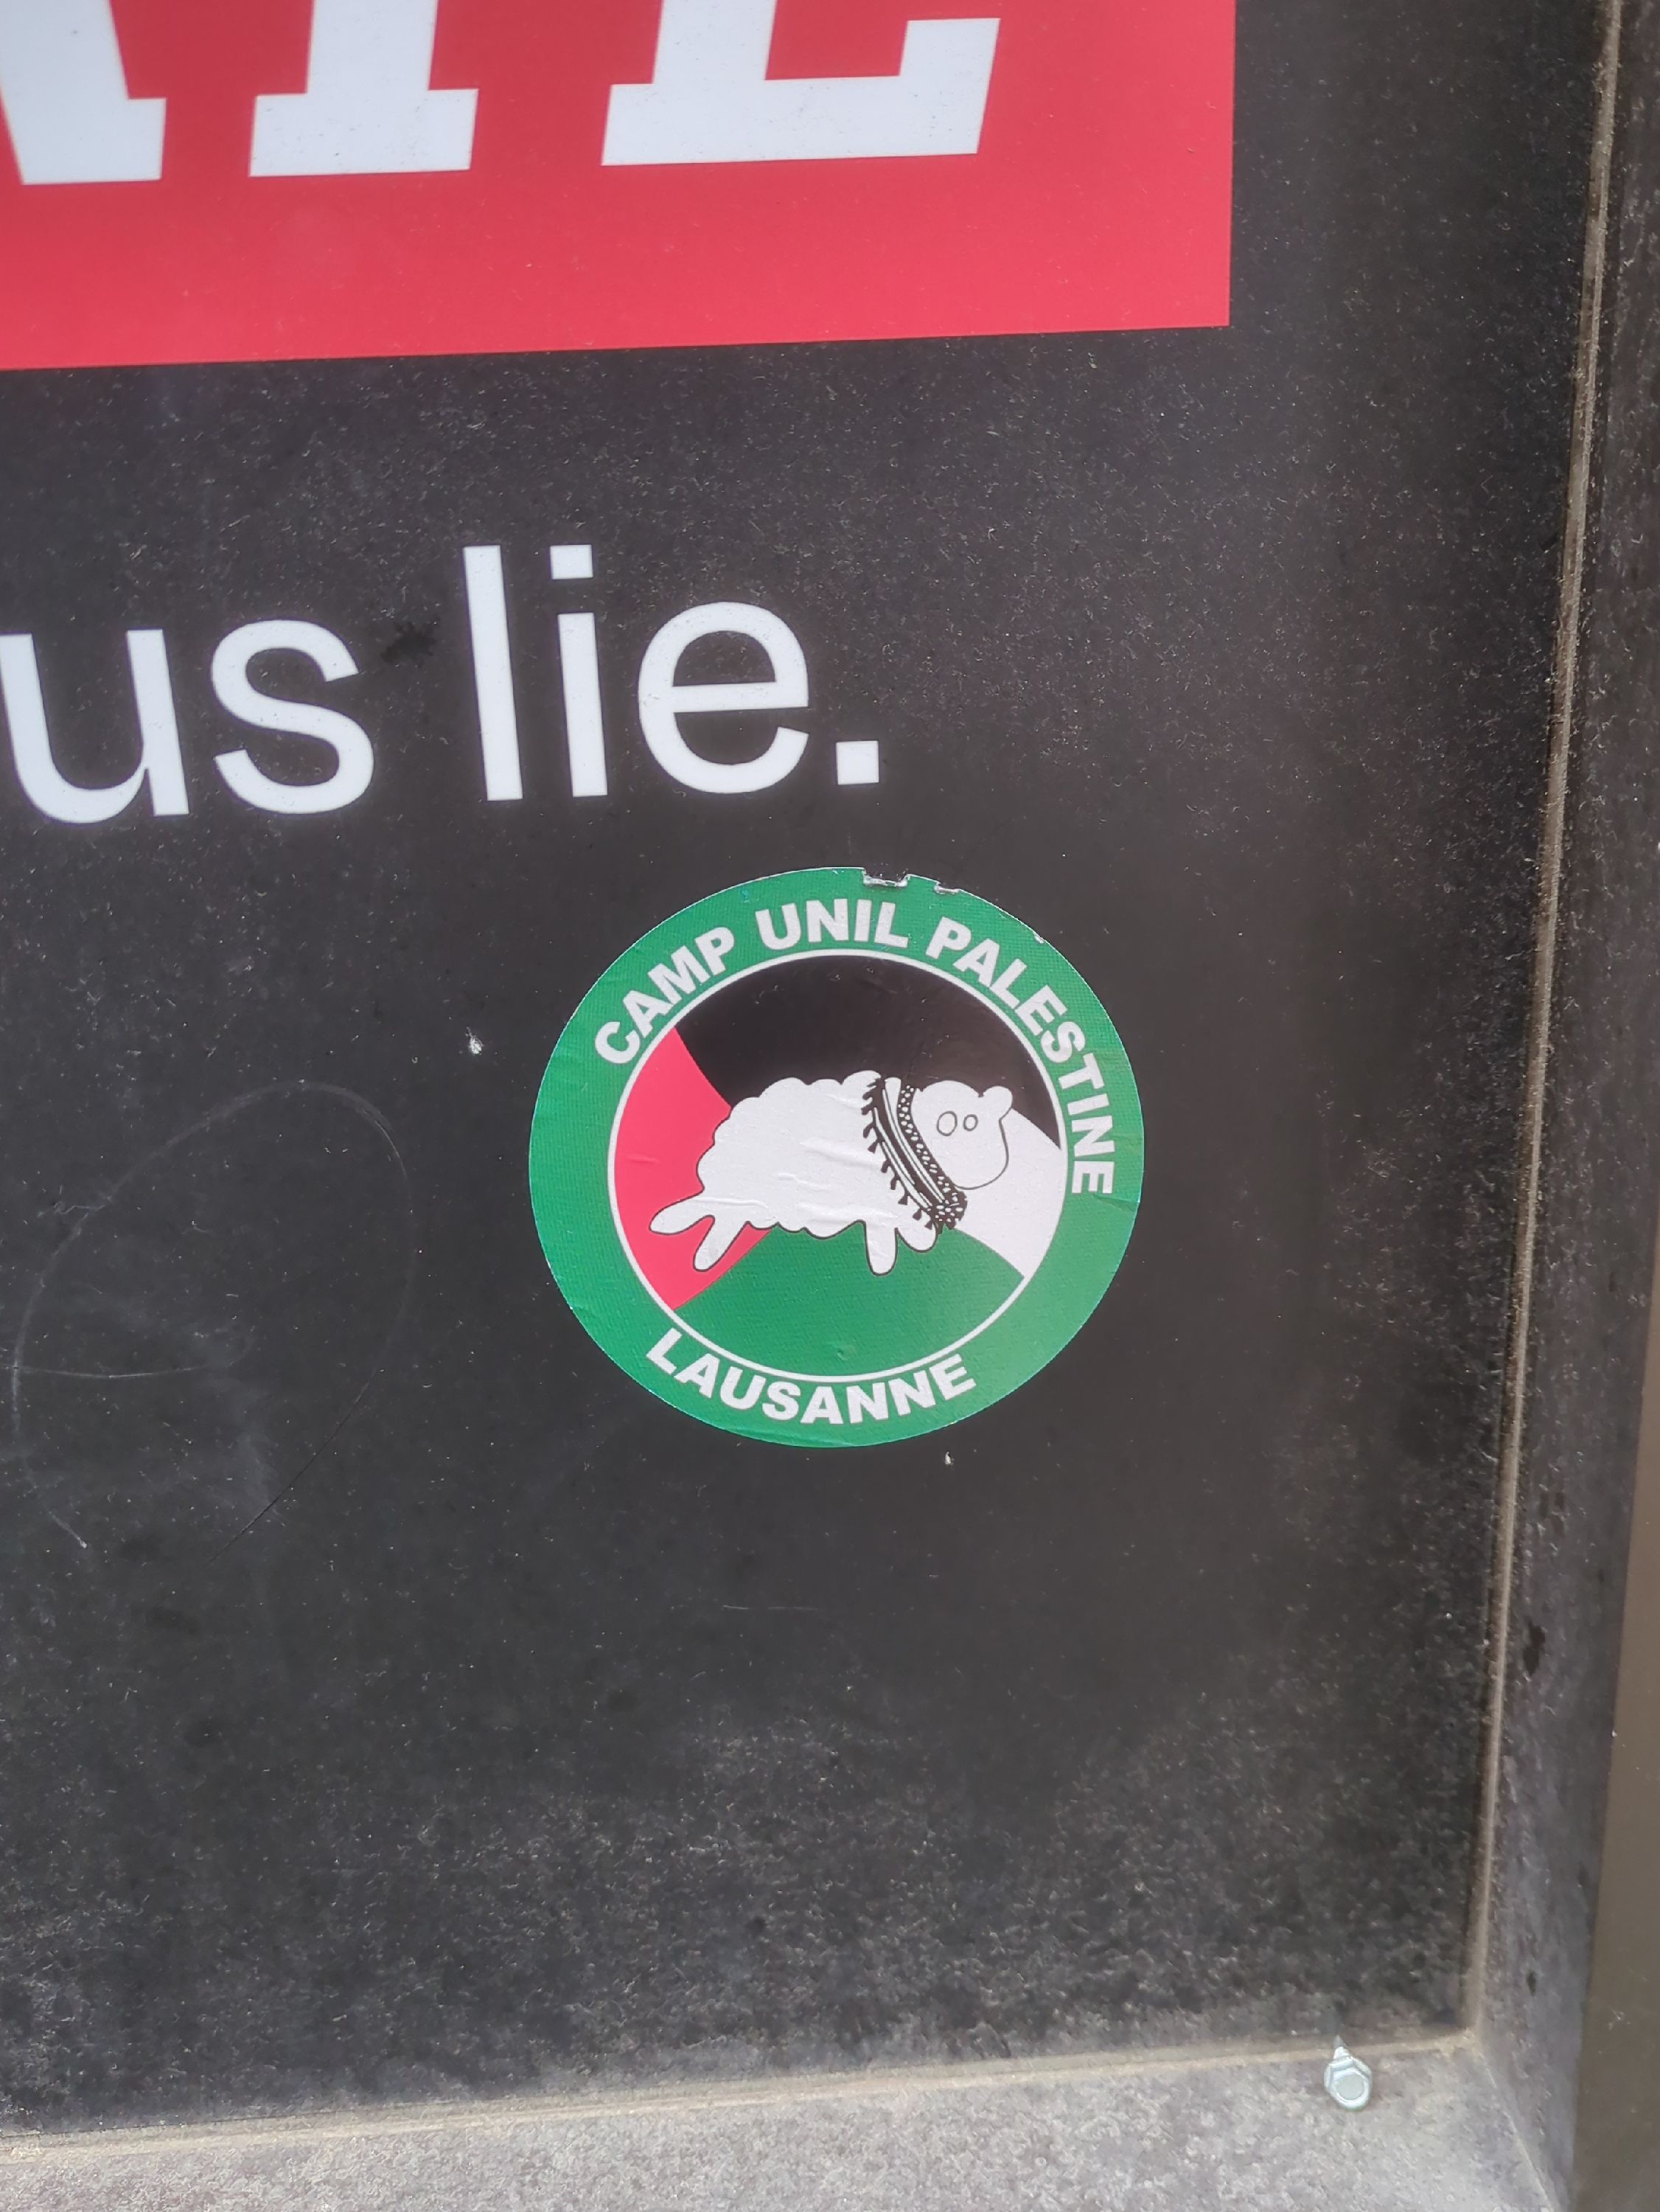 us lie.
CAMP UNIL PALESTINE
LAUSANNE